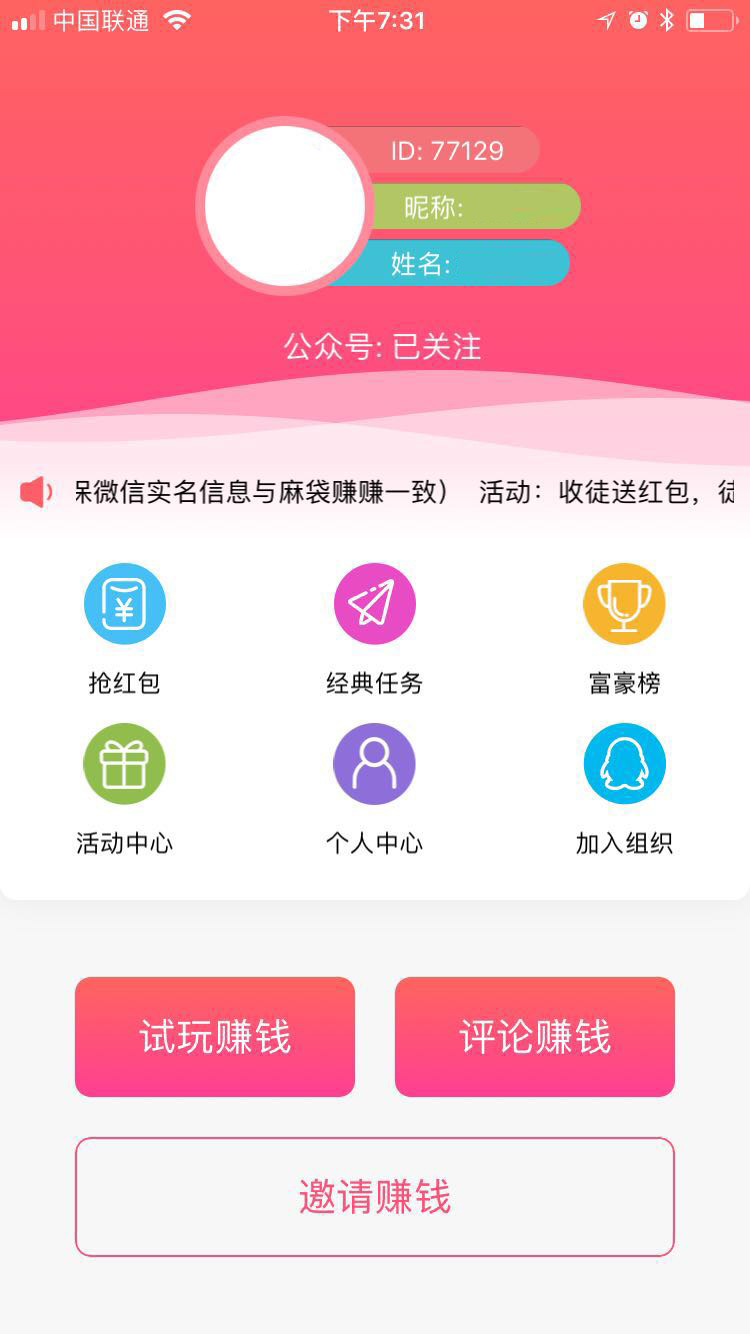 中国联通
下午7:31
ID: 77129
昵称:
姓名:
公众号: 已关注
微信实名信息与麻袋赚赚一致） 活动：收徒送红包，
抢红包 经典任务 富豪榜
活动中心 个人中心 加入组织
试玩赚钱 评论赚钱
邀请赚钱